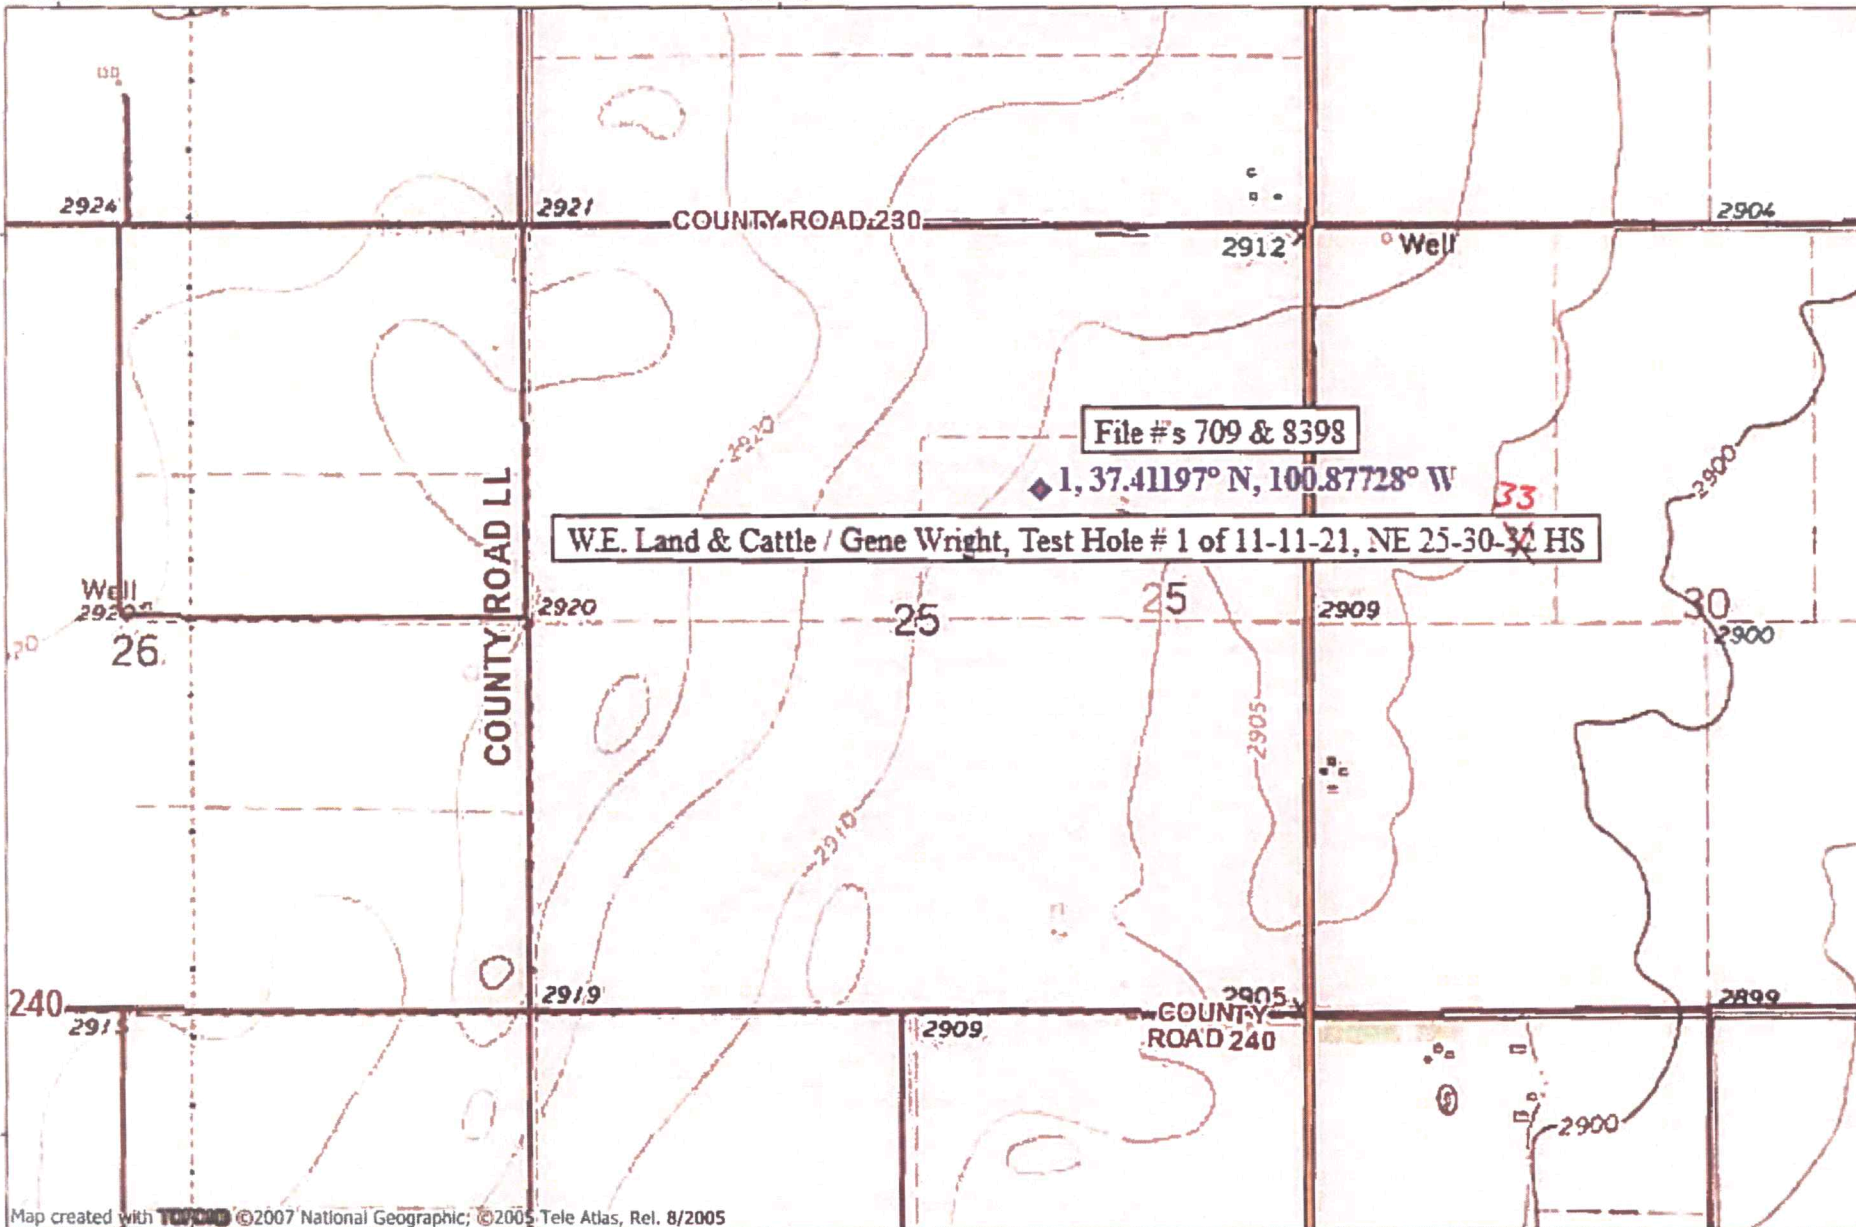 2924
2921
COUNTY ROAD 230
2904
2912
Well
2920
File #'s 709 & 8398
2900
1, 37.41197° N, 100.87728° W
33
W.E. Land & Cattle / Gene Wright, Test Hole # 1 of 11-11-21, NE 25-30-32 HS
COUNTY ROAD LL
Well
2920
25
25
2909
30
2900
26
2905
2910
240
2919
2905
2899
2915
2909
COUNTY
ROAD 240
2900
Map created with TOPO!® ©2007 National Geographic; ©2005 Tele Atlas, Rel. 8/2005